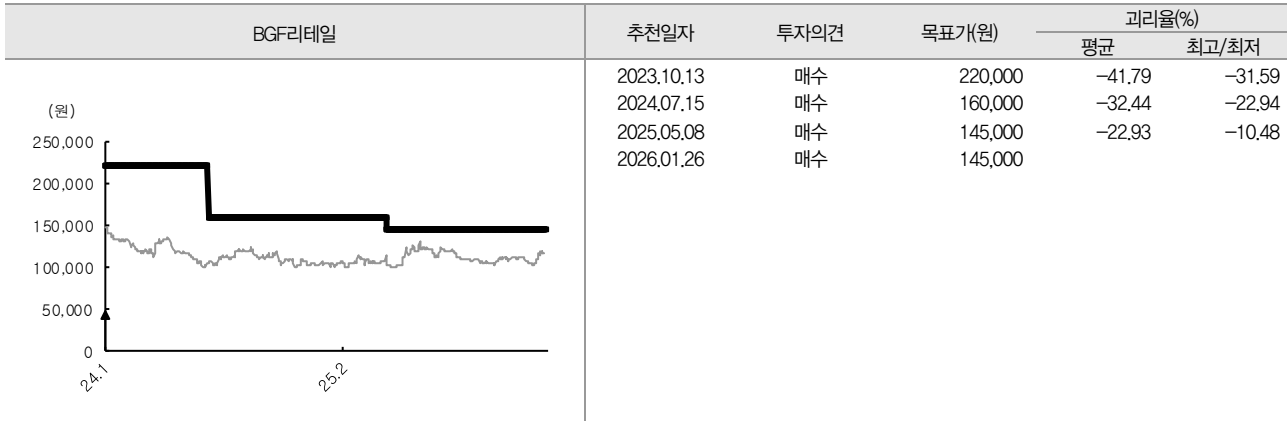 BGF리테일 추천일자 투자의견 목표가(원) 괴리율(%)
평균 최고/최저
2023.10.13 매수 220,000 -41.79 -31.59
2024.07.15 매수 160,000 -32.44 -22.94
2025.05.08 매수 145,000 -22.93 -10.48
2026.01.26 매수 145,000
(원)
250,000
200,000
150,000
100,000
50,000
0
24.1 25.2